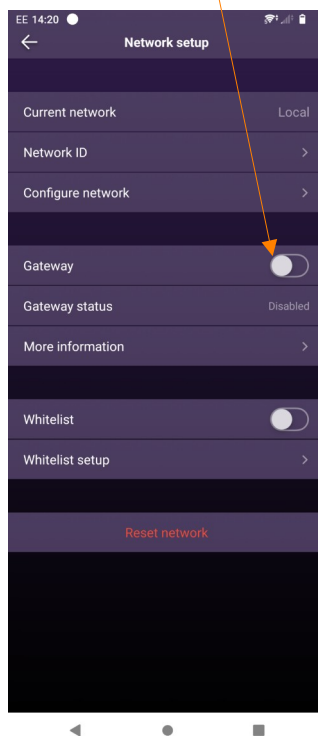 EE 14:20
Network setup
Current network Local
Network ID
Configure network
Gateway
Gateway status Disabled
More information
Whitelist
Whitelist setup
Reset network